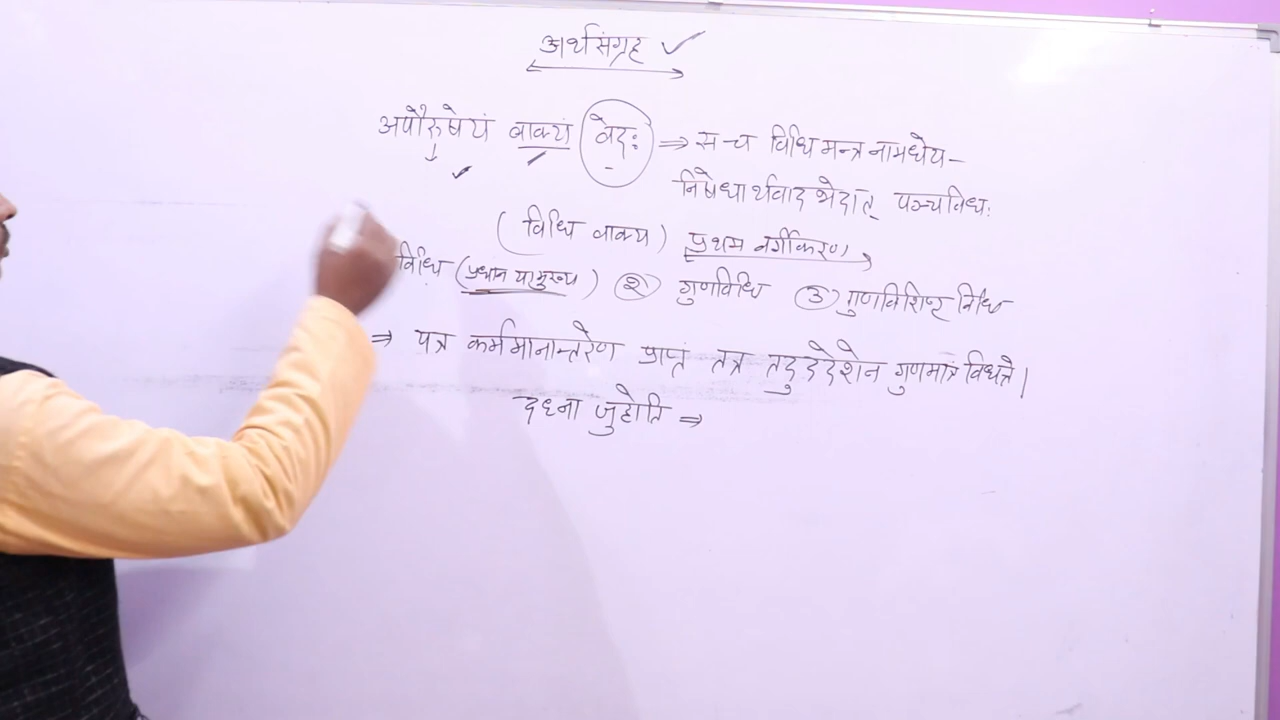 अर्थसंग्रह ✓
अपौरुषेयं वाक्यं वेदः ⇒ स च विधिमन्त्रनामधेय-
निषेधार्थवादभेदात् पञ्चविधः
(विधि वाक्य) प्रथम वर्गीकरण
विधि (प्रधान या मुख्य) ② गुणविधि ③ गुणविशिष्ट विधि
⇒ यत्र कर्ममानान्तरेण प्राप्तं तत्र तदुद्देशेन गुणमात्रं विधत्ते।
दध्ना जुहोति ⇒